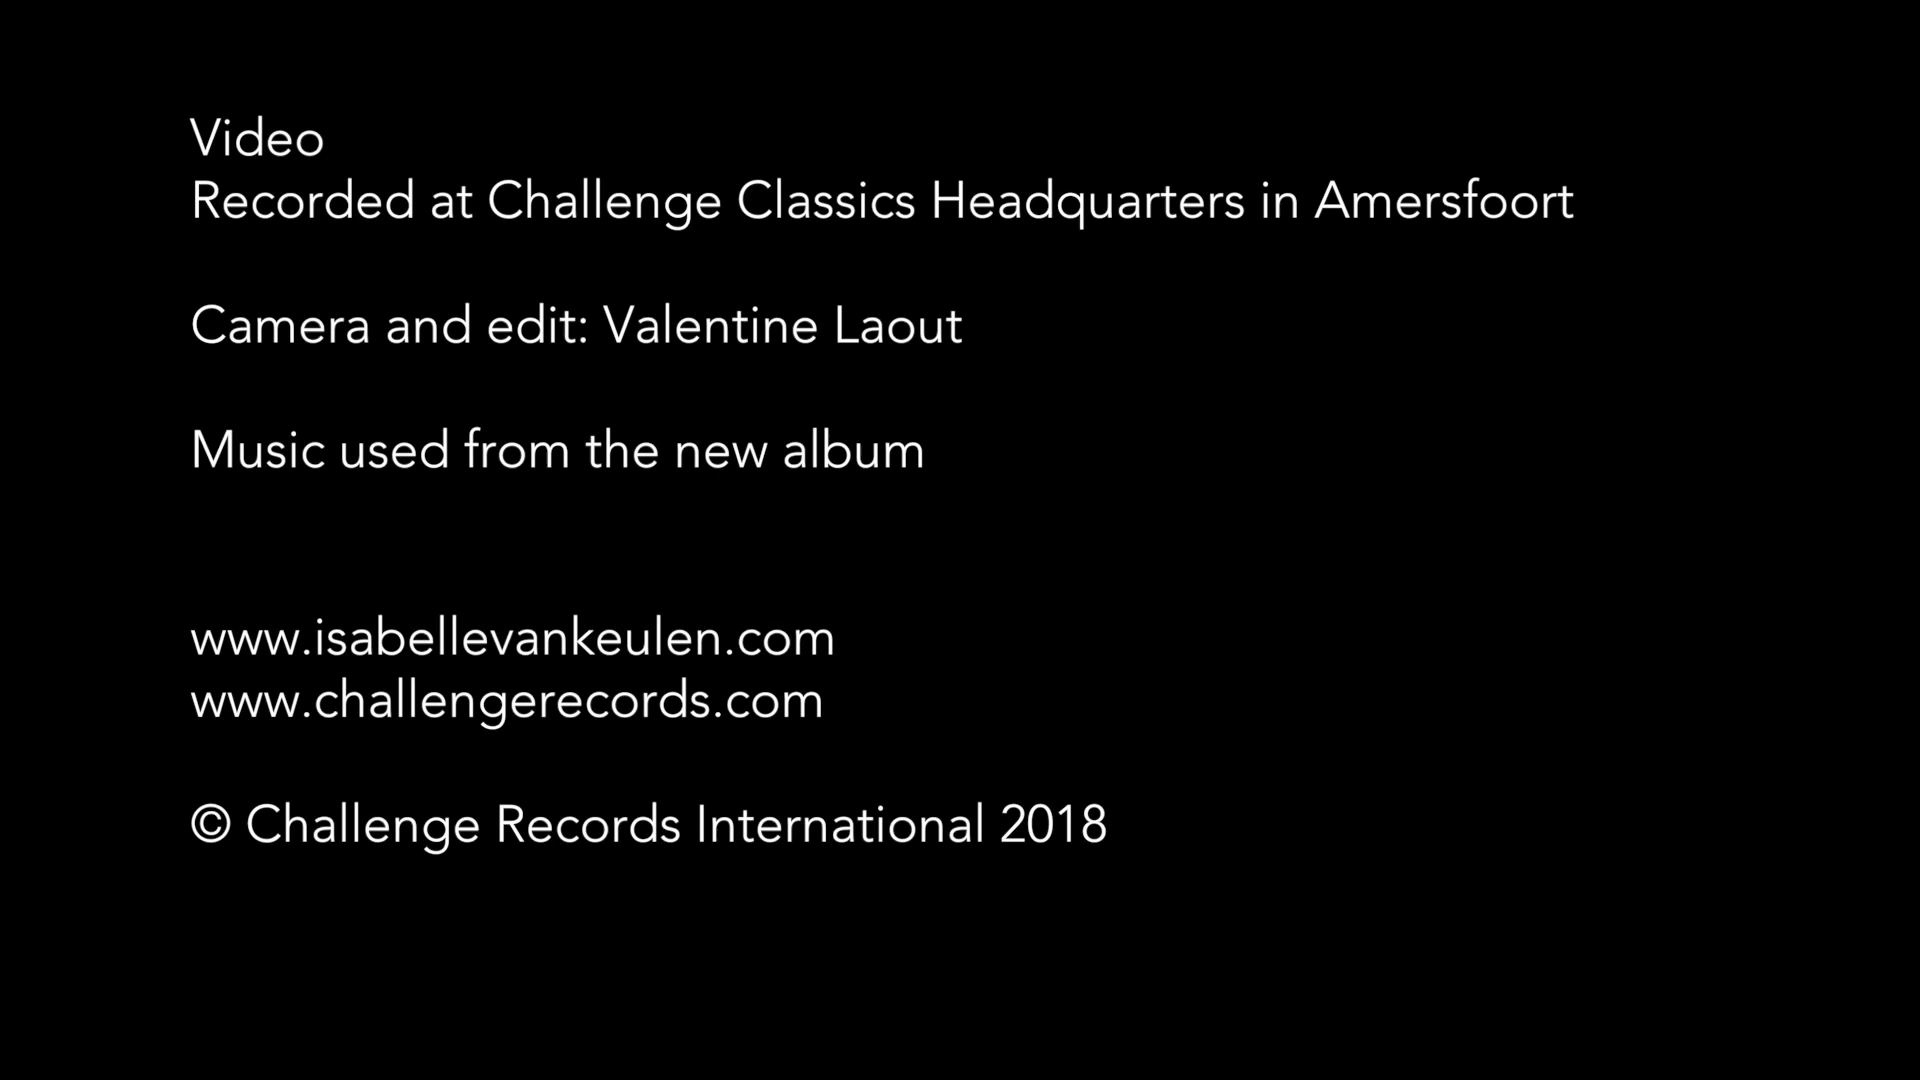 Video
Recorded at Challenge Classics Headquarters in Amersfoort
Camera and edit: Valentine Laout
Music used from the new album
www.isabellevankeulen.com
www.challengerecords.com
© Challenge Records International 2018